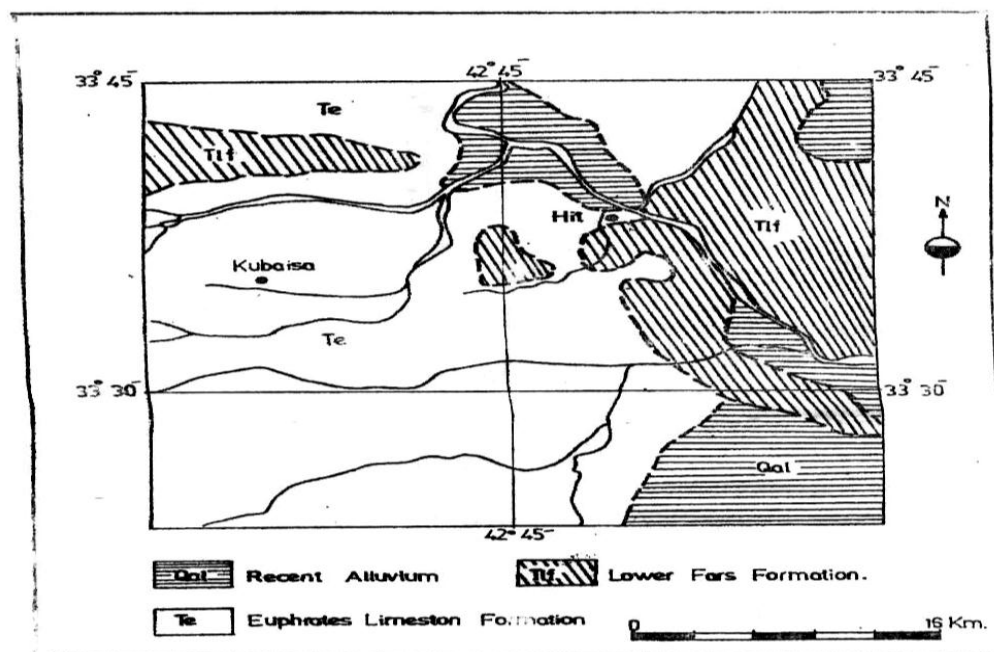 42° 45
33° 45
33° 45
Te
Tlf
N
Hit
Tlf
Kubaisa
Te
33° 30
33 30
Qal
42° 45
Qal Recent Alluvium
Tlf Lower Fars Formation.
Te Euphrates Limeston Formation
0 16 Km.